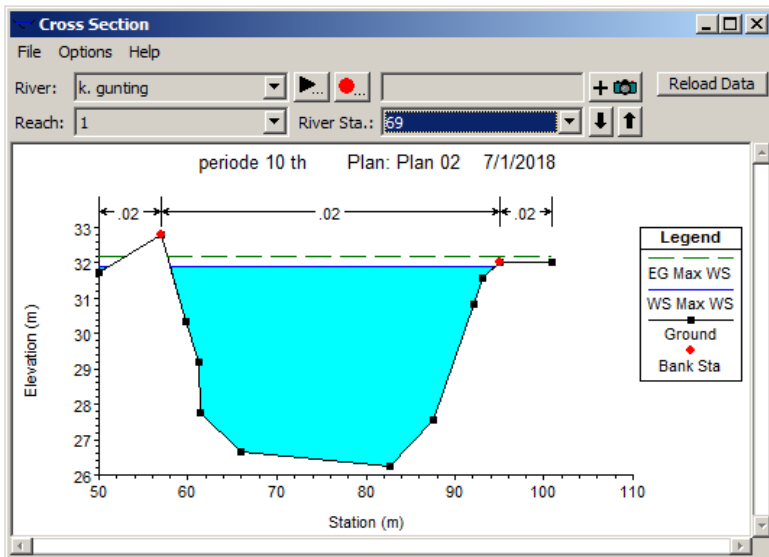 Cross Section
File Options Help
River: k. gunting ... ... + Reload Data
Reach: 1 River Sta.: 69
periode 10 th Plan: Plan 02 7/1/2018
.02 .02 .02
33
32
31
30
29
28
27
26
Elevation (m)
50 60 70 80 90 100 110
Station (m)
Legend
EG Max WS
WS Max WS
Ground
Bank Sta